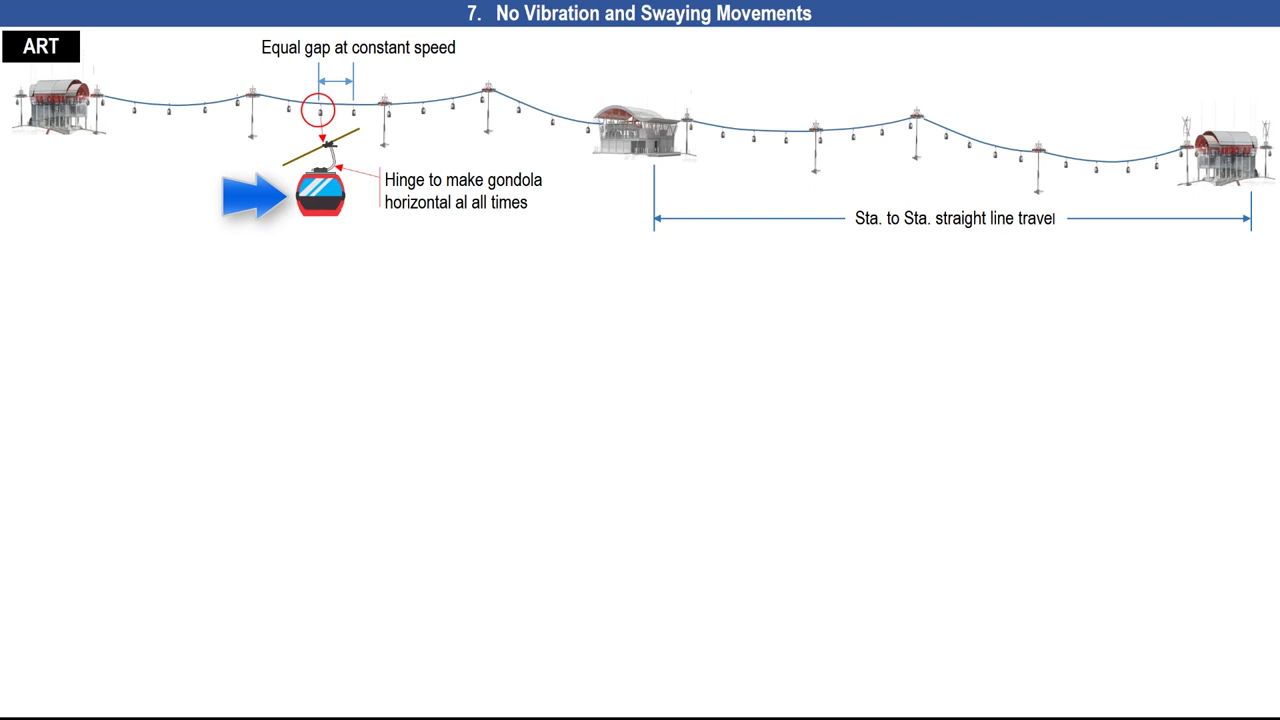 7. No Vibration and Swaying Movements
ART
Equal gap at constant speed
Hinge to make gondola
horizontal al all times
Sta. to Sta. straight line travel